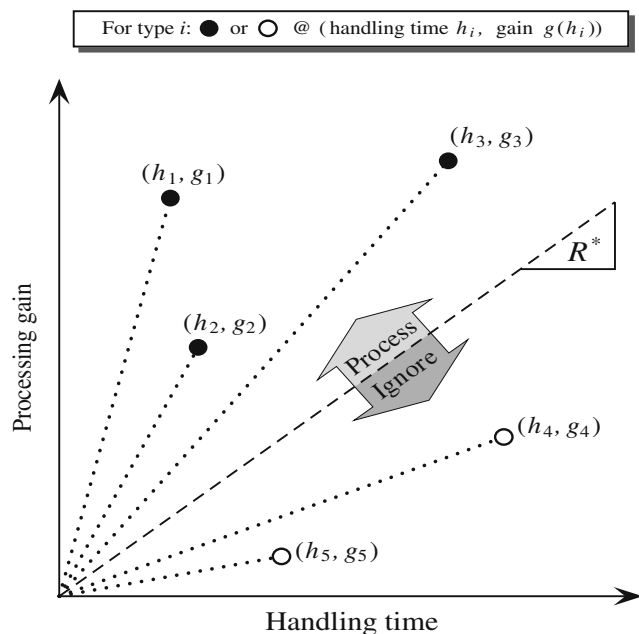 For type i: ● or ○ @ (handling time hᵢ, gain g(hᵢ))
(h₃, g₃)
(h₁, g₁)
R*
(h₂, g₂)
Process
Ignore
(h₄, g₄)
(h₅, g₅)
Processing gain
Handling time